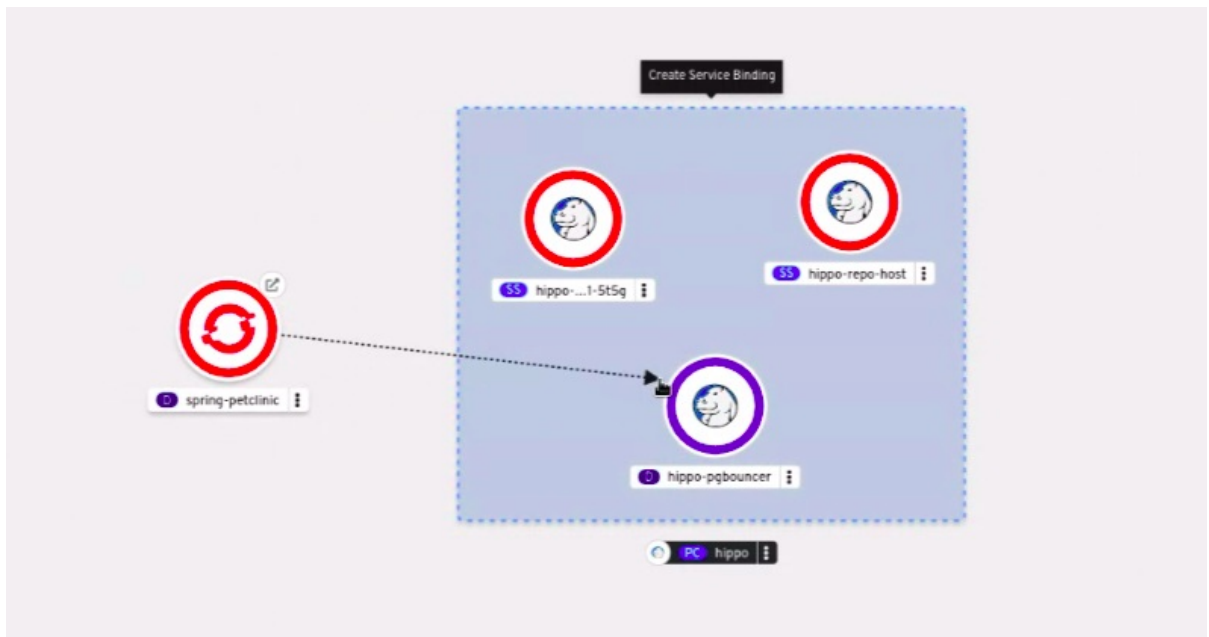 Create Service Binding
SS hippo-...1-5t5g
SS hippo-repo-host
D spring-petclinic
D hippo-pgbouncer
PC hippo